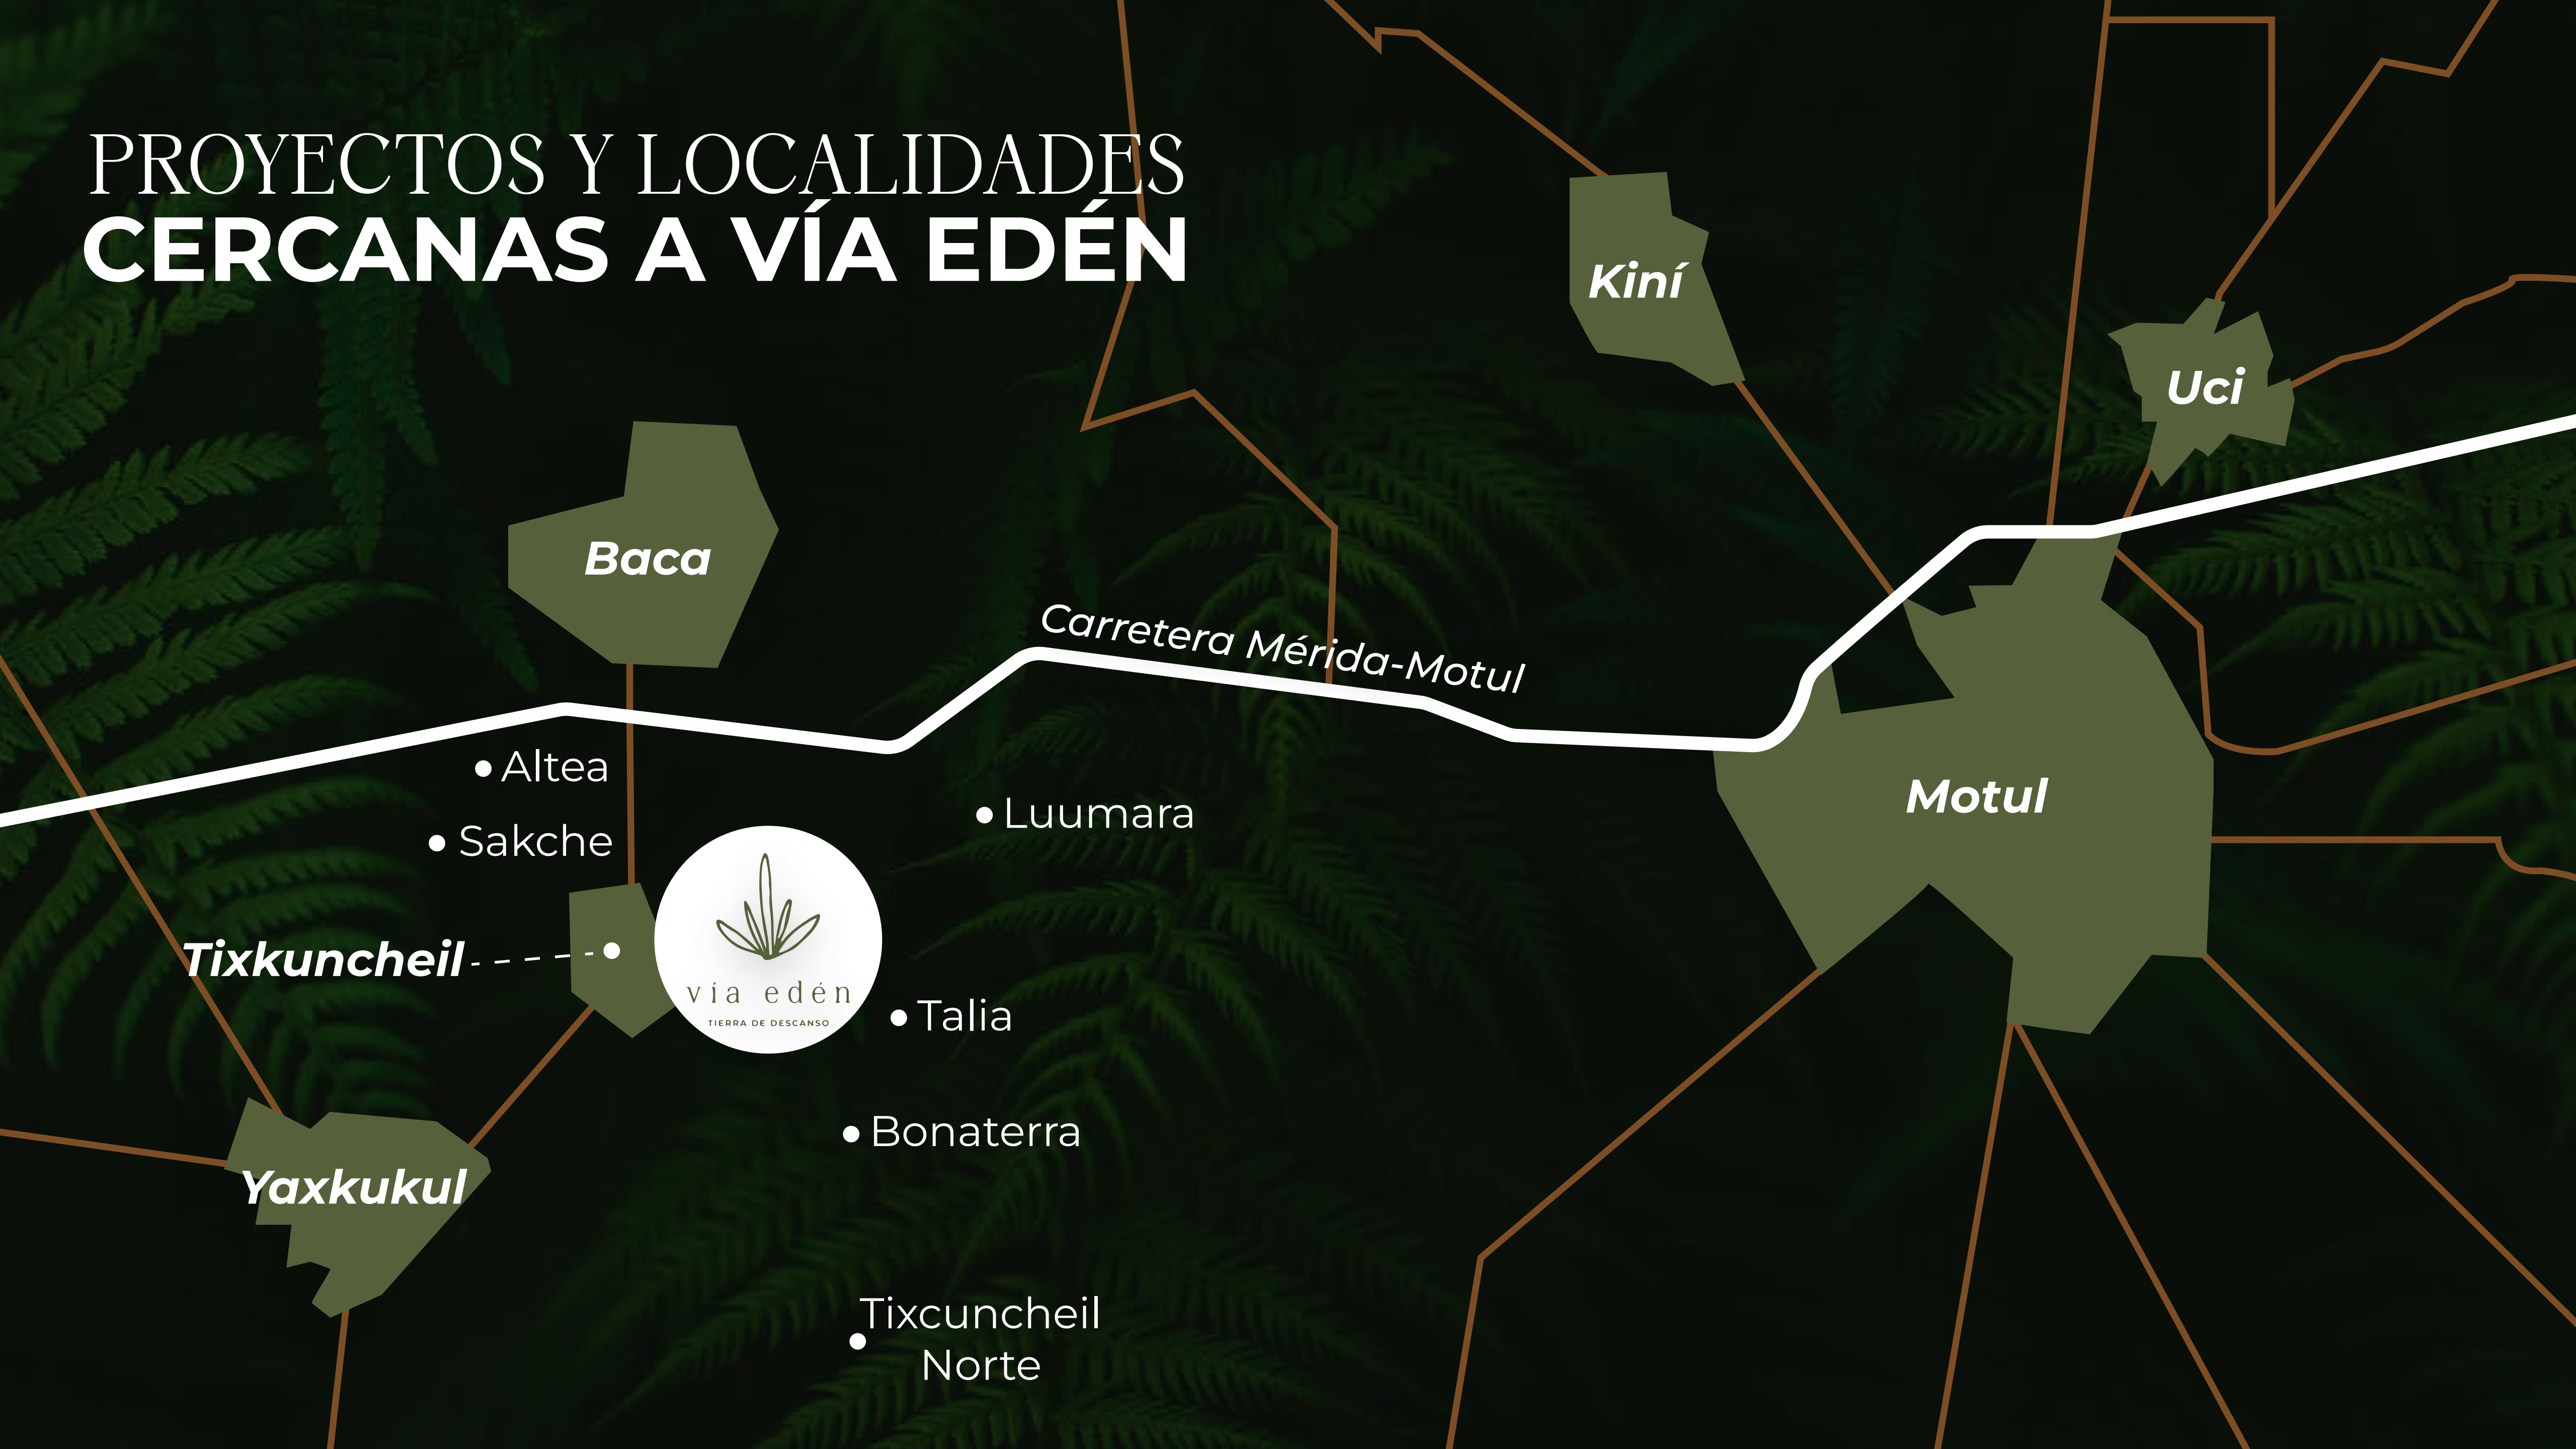 PROYECTOS Y LOCALIDADES
CERCANAS A VÍA EDÉN
Kiní
Uci
Baca
Carretera Mérida-Motul
Altea
Luumara
Motul
Sakche
Tixkuncheil
vía edén
TIERRA DE DESCANSO
Talia
Bonaterra
Yaxkukul
Tixcuncheil
Norte